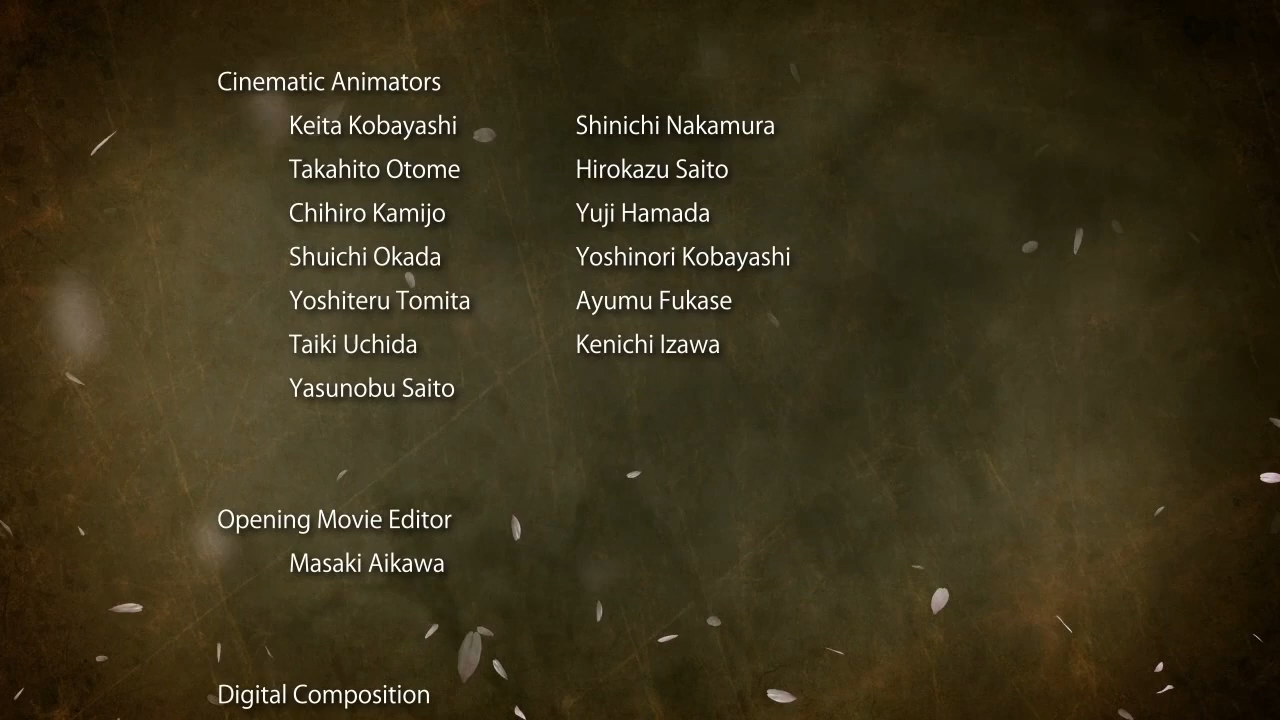 Cinematic Animators
Keita Kobayashi Shinichi Nakamura
Takahito Otome Hirokazu Saito
Chihiro Kamijo Yuji Hamada
Shuichi Okada Yoshinori Kobayashi
Yoshiteru Tomita Ayumu Fukase
Taiki Uchida Kenichi Izawa
Yasunobu Saito
Opening Movie Editor
Masaki Aikawa
Digital Composition